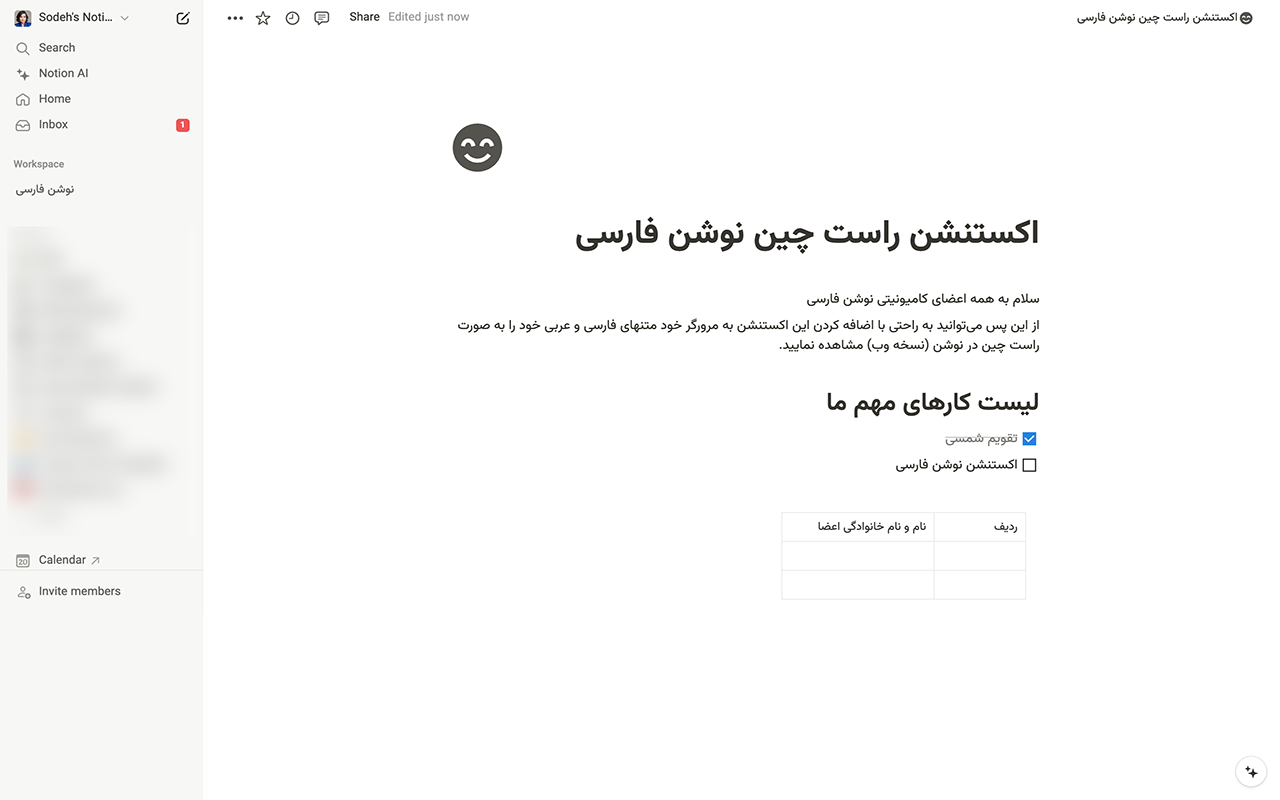 Sodeh's Noti...
Search
Notion AI
Home
Inbox
1
Workspace
نوشن فارسی
20
Calendar
Invite members
Share
Edited just now
اکستنشن راست چین نوشن فارسی
اکستنشن راست چین نوشن فارسی
سلام به همه اعضای کامیونیتی نوشن فارسی
از این پس می‌توانید به راحتی با اضافه کردن این اکستنشن به مرورگر خود متنهای فارسی و عربی خود را به صورت
راست چین در نوشن (نسخه وب) مشاهده نمایید.
لیست کارهای مهم ما
تقویم شمسی
اکستنشن نوشن فارسی
ردیف
نام و نام خانوادگی اعضا